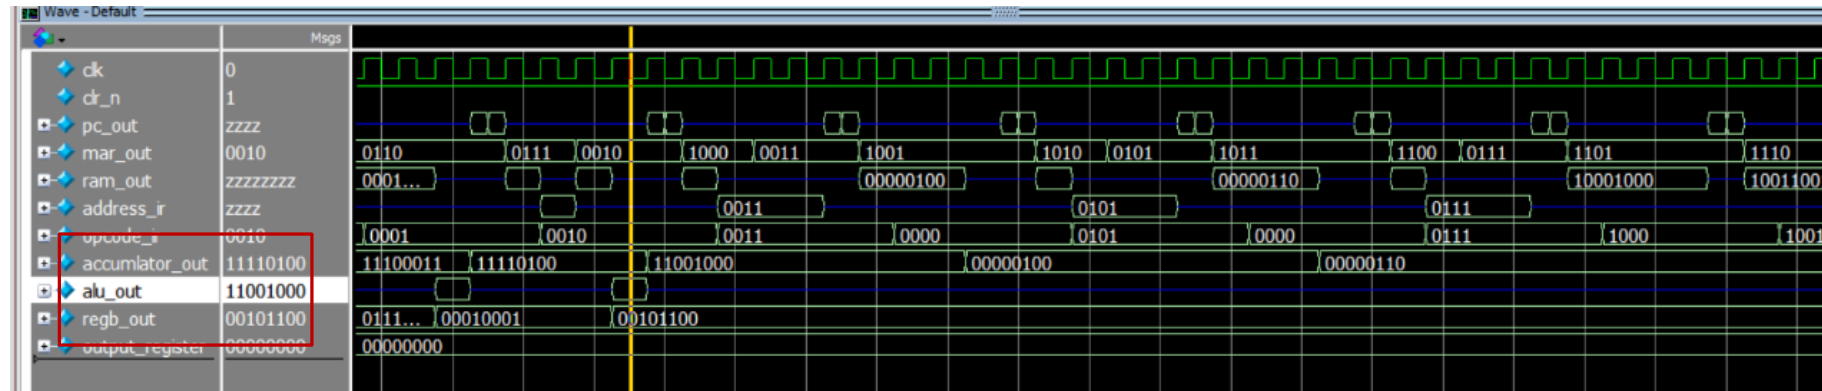 Wave - Default
Msgs
clk 0
clr_n 1
pc_out zzzz
mar_out 0010 0110 0111 0010 1000 0011 1001 1010 0101 1011 1100 0111 1101 1110
ram_out zzzzzzzz 0001... 00000100 00000110 10001000 1001100
address_ir zzzz 0011 0101 0111
opcode_ir 0010 0001 0010 0011 0000 0101 0000 0111 1000 1001
accumlator_out 11110100 11100011 11110100 11001000 00000100 00000110
alu_out 11001000
regb_out 00101100 0111... 00010001 00101100
output_register 00000000 00000000